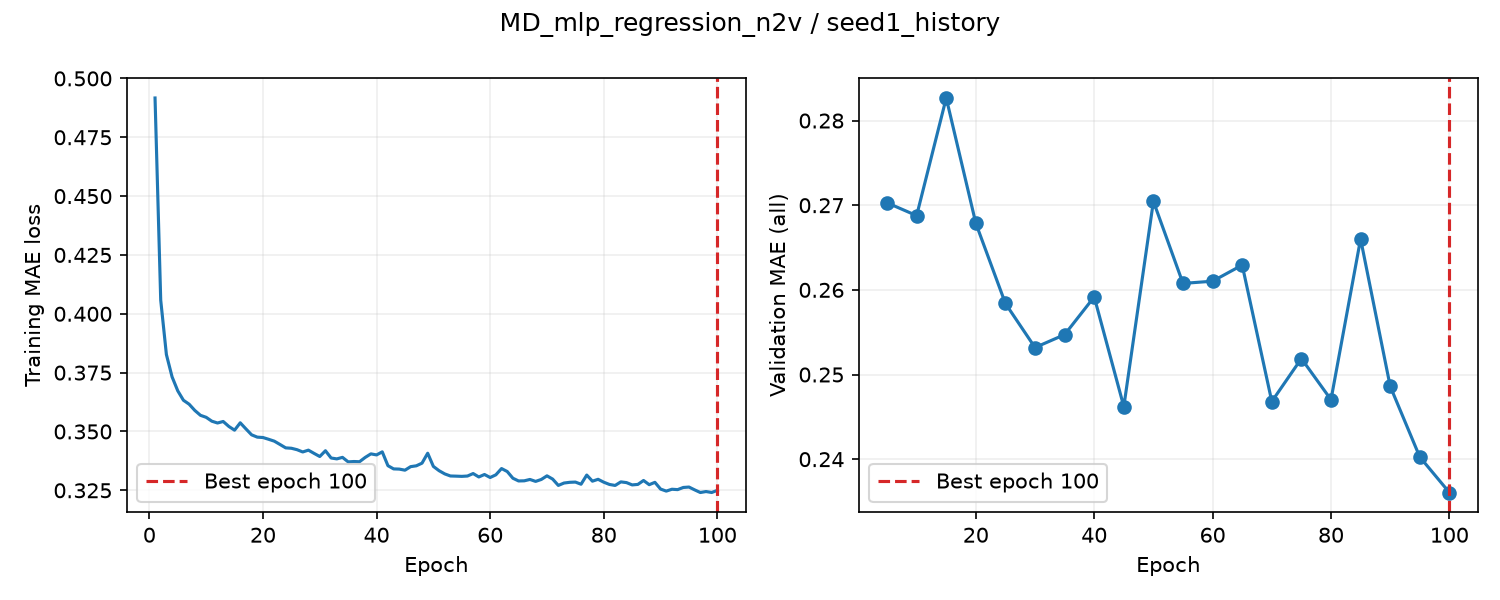 MD_mlp_regression_n2v / seed1_history
Training MAE loss
0.500
0.475
0.450
0.425
0.400
0.375
0.350
0.325
0 20 40 60 80 100
Epoch
Best epoch 100
Validation MAE (all)
0.28
0.27
0.26
0.25
0.24
20 40 60 80 100
Epoch
Best epoch 100